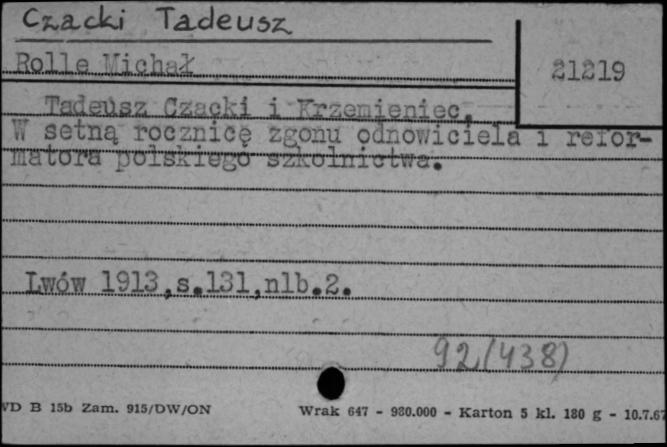 Czacki Tadeusz
Rolle Michał
21219
Tadeusz Czacki i Krzemieniec.
W setną rocznicę zgonu odnowiciela i refor-
matora polskiego szkolnictwa.
Lwów 1913,s.131,nlb.2.
92/438)
VD B 15b Zam. 915/DW/ON
Wrak 647 - 980.000 - Karton 5 kl. 180 g - 10.7.67